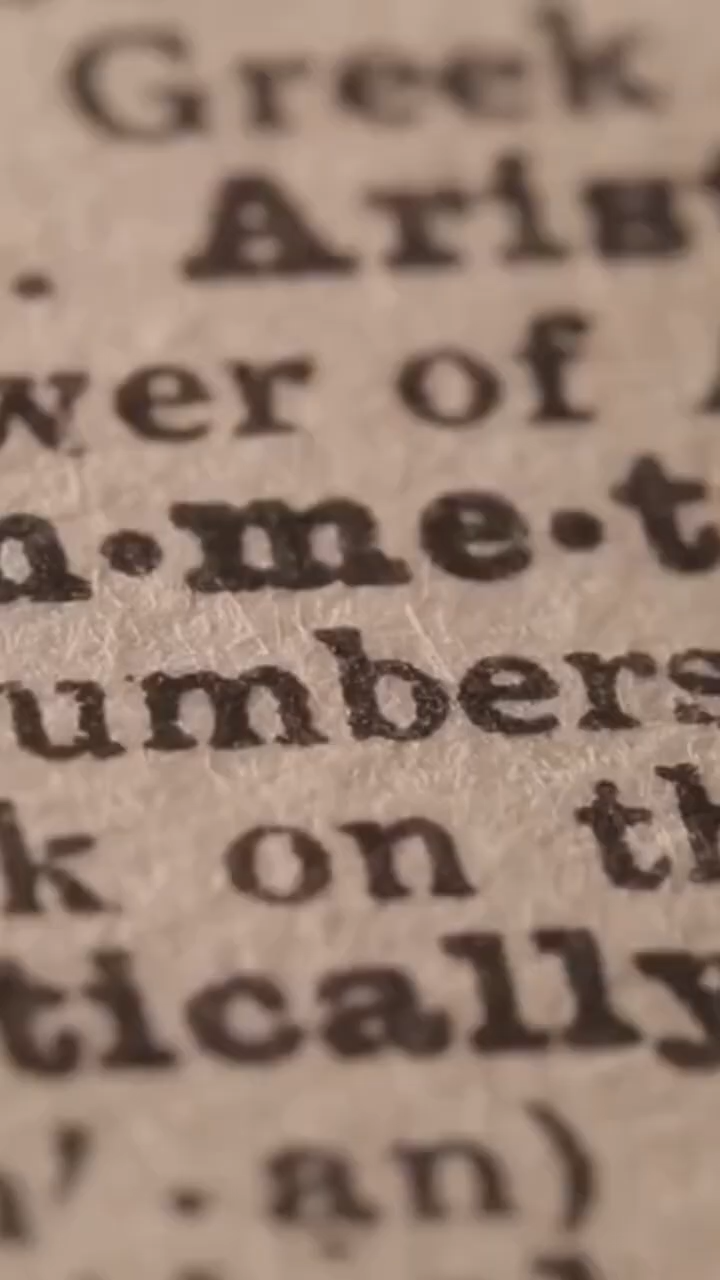 Greek
. Arist
wer of
n·me·t
umbers
k on th
tically
n' - an)